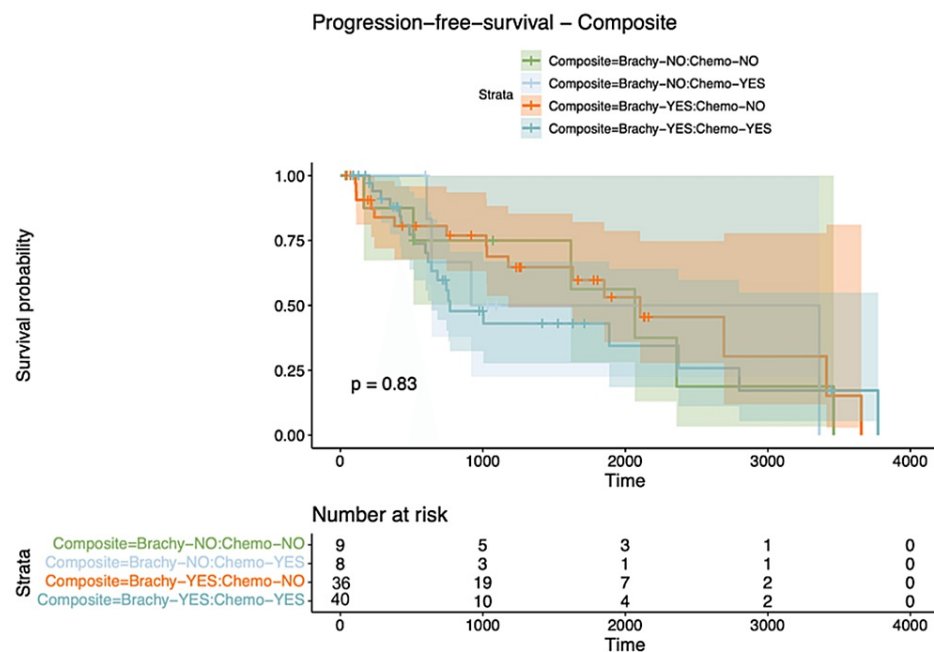 Progression−free−survival − Composite
Strata
Composite=Brachy−NO:Chemo−NO
Composite=Brachy−NO:Chemo−YES
Composite=Brachy−YES:Chemo−NO
Composite=Brachy−YES:Chemo−YES
Survival probability
1.00
0.75
0.50
0.25
0.00
p = 0.83
0 1000 2000 3000 4000
Time
Number at risk
Strata
Composite=Brachy−NO:Chemo−NO 9 5 3 1 0
Composite=Brachy−NO:Chemo−YES 8 3 1 1 0
Composite=Brachy−YES:Chemo−NO 36 19 7 2 0
Composite=Brachy−YES:Chemo−YES 40 10 4 2 0
0 1000 2000 3000 4000
Time